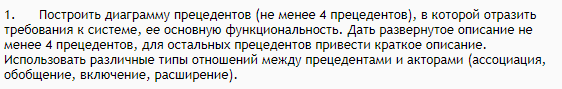 1. Построить диаграмму прецедентов (не менее 4 прецедентов), в которой отразить
требования к системе, ее основную функциональность. Дать развернутое описание не
менее 4 прецедентов, для остальных прецедентов привести краткое описание.
Использовать различные типы отношений между прецедентами и акторами (ассоциация,
обобщение, включение, расширение).